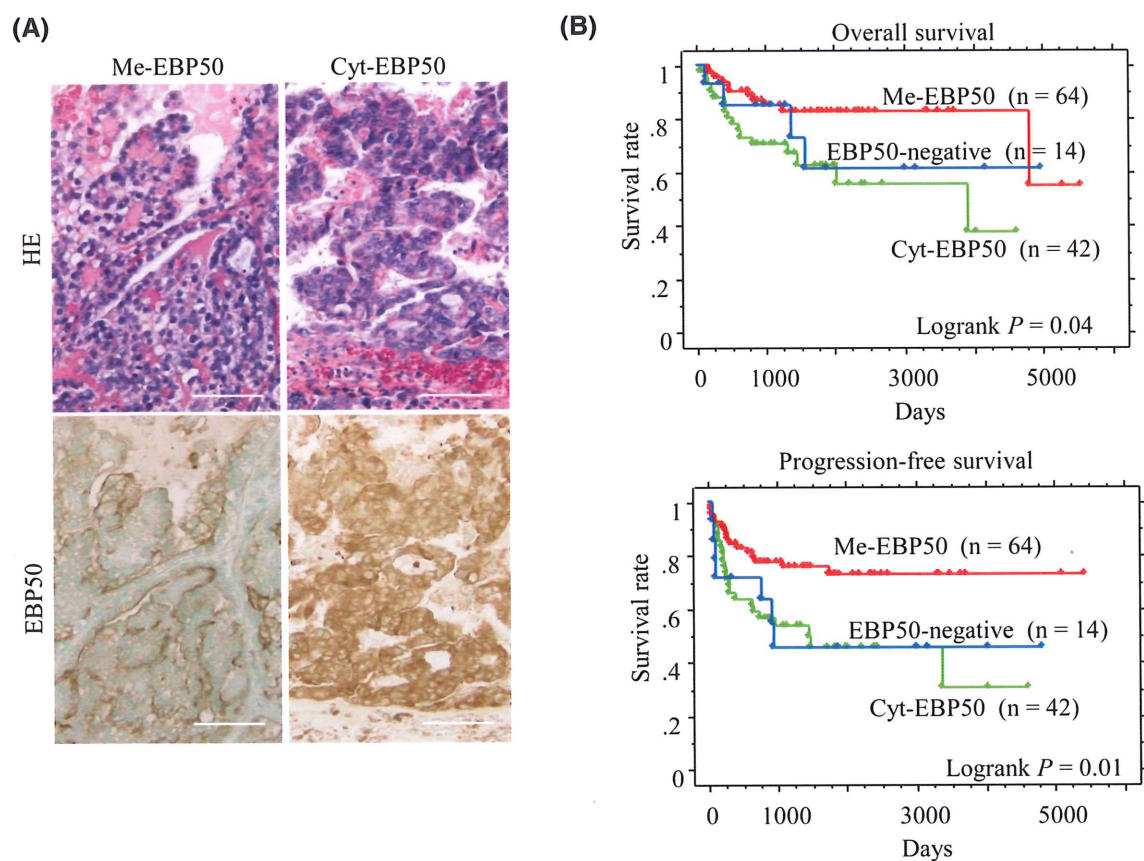 (A)
Me-EBP50
Cyt-EBP50
HE
EBP50
(B)
Overall survival
Survival rate
1
.8
.6
.4
.2
0
Me-EBP50 (n = 64)
EBP50-negative (n = 14)
Cyt-EBP50 (n = 42)
Logrank P = 0.04
0 1000 3000 5000
Days
Progression-free survival
Survival rate
1
.8
.6
.4
.2
0
Me-EBP50 (n = 64)
EBP50-negative (n = 14)
Cyt-EBP50 (n = 42)
Logrank P = 0.01
0 1000 3000 5000
Days